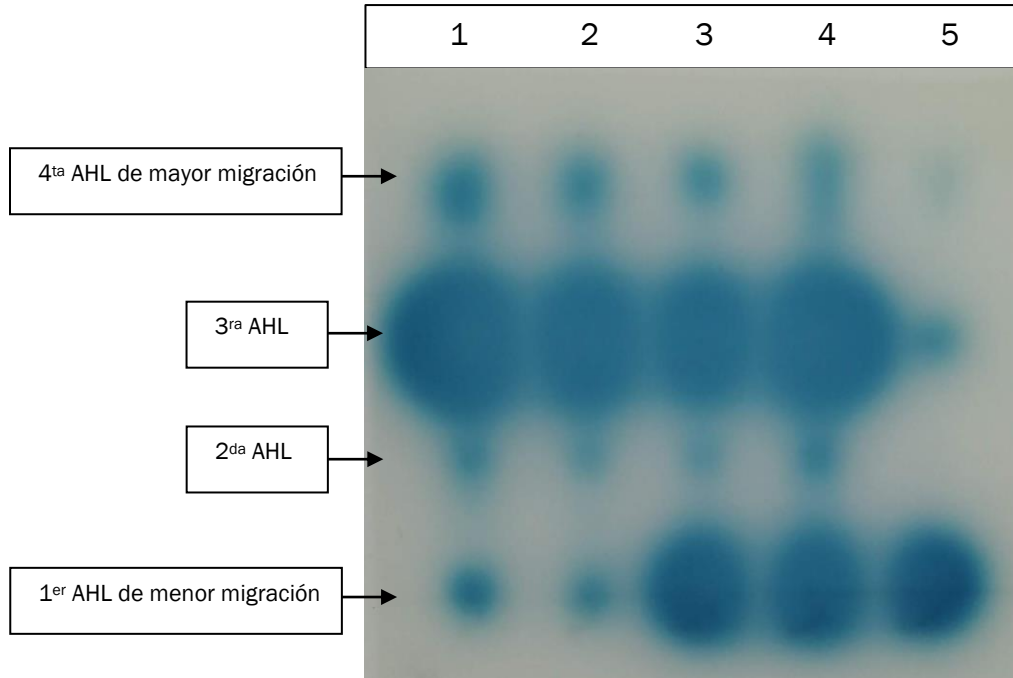 1 2 3 4 5
4ta AHL de mayor migración
3ra AHL
2da AHL
1er AHL de menor migración